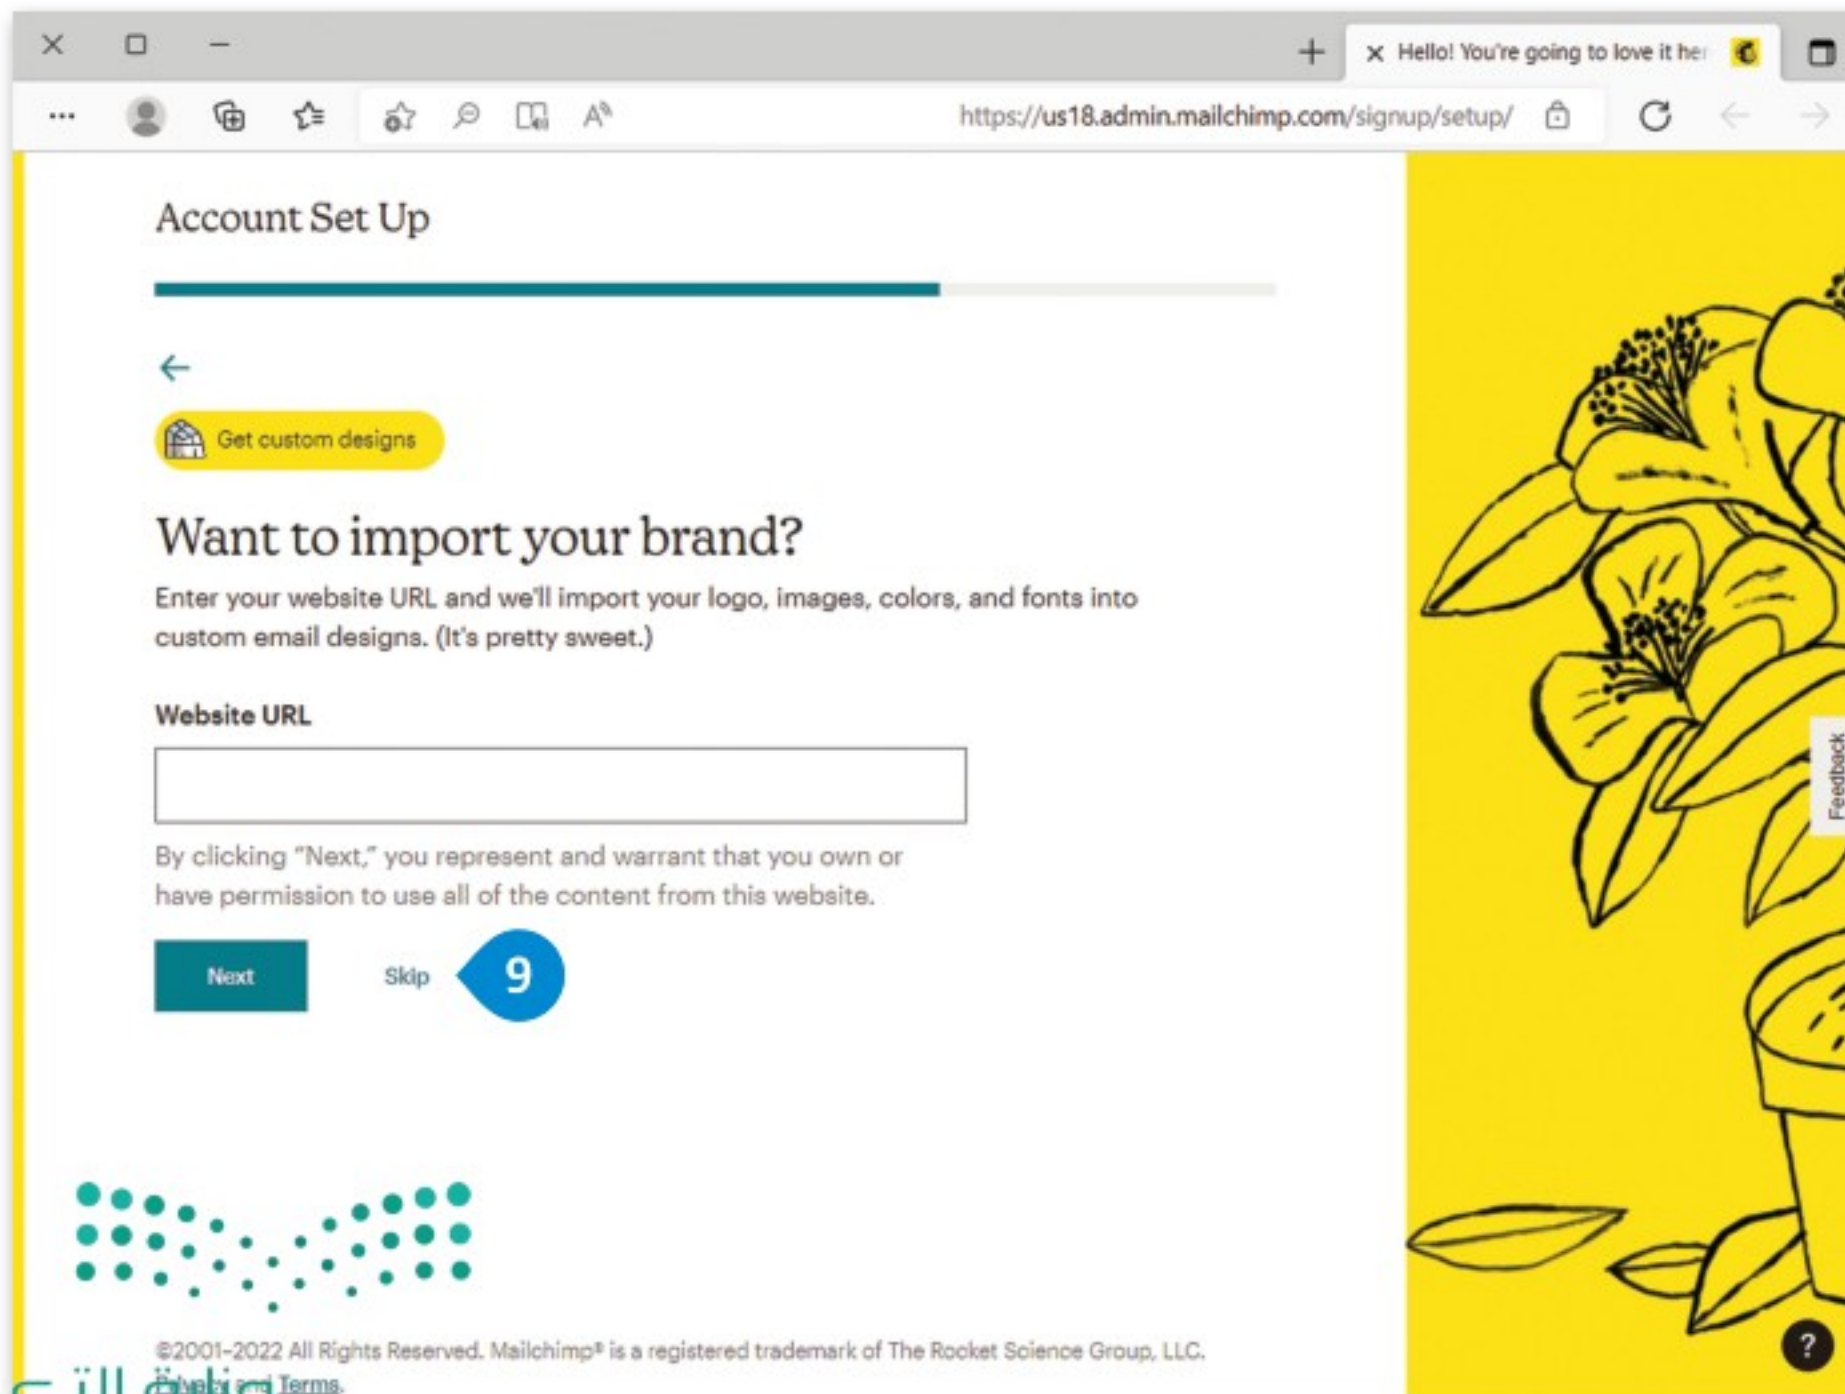 Hello! You're going to love it her
https://us18.admin.mailchimp.com/signup/setup/
Account Set Up
Get custom designs
Want to import your brand?
Enter your website URL and we'll import your logo, images, colors, and fonts into
custom email designs. (It's pretty sweet.)
Website URL
By clicking “Next,” you represent and warrant that you own or
have permission to use all of the content from this website.
Next
Skip
9
Feedback
?
©2001–2022 All Rights Reserved. Mailchimp® is a registered trademark of The Rocket Science Group, LLC.
Privacy and Terms.